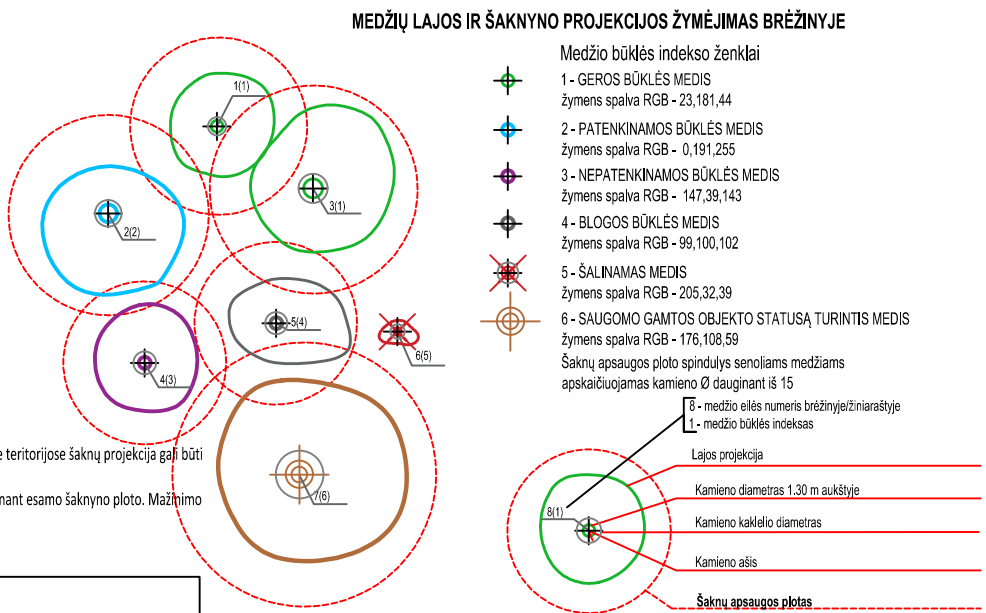 MEDŽIŲ LAJOS IR ŠAKNYNO PROJEKCIJOS ŽYMĖJIMAS BRĖŽINYJE
Medžio būklės indekso ženklai
1 - GEROS BŪKLĖS MEDIS
žymens spalva RGB - 23,181,44
2 - PATENKINAMOS BŪKLĖS MEDIS
žymens spalva RGB - 0,191,255
3 - NEPATENKINAMOS BŪKLĖS MEDIS
žymens spalva RGB - 147,39,143
4 - BLOGOS BŪKLĖS MEDIS
žymens spalva RGB - 99,100,102
5 - ŠALINAMAS MEDIS
žymens spalva RGB - 205,32,39
6 - SAUGOMO GAMTOS OBJEKTO STATUSĄ TURINTIS MEDIS
žymens spalva RGB - 176,108,59
Šaknų apsaugos ploto spindulys senoliams medžiams
apskaičiuojamas kamieno Ø dauginant iš 15
1(1)
3(1)
2(2)
5(4)
6(5)
4(3)
7(6)
e teritorijose šaknų projekcija gali būti
nant esamo šaknyno ploto. Mažinimo
8 - medžio eilės numeris brėžinyje/žiniaraštyje
1 - medžio būklės indeksas
Lajos projekcija
Kamieno diametras 1.30 m aukštyje
8(1)
Kamieno kaklelio diametras
Kamieno ašis
Šaknų apsaugos plotas